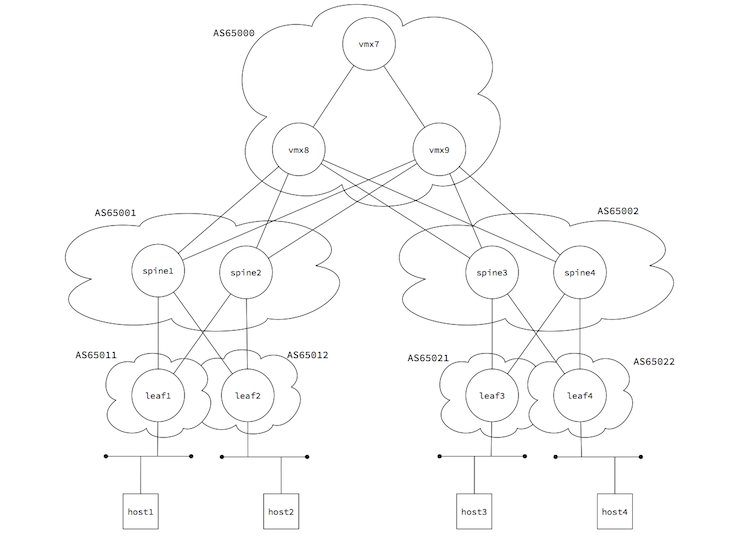 AS65000
vmx7
vmx8
vmx9
AS65001
AS65002
spine1
spine2
spine3
spine4
AS65011
AS65012
AS65021
AS65022
leaf1
leaf2
leaf3
leaf4
host1
host2
host3
host4